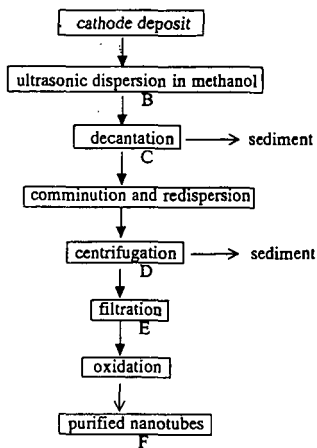 cathode deposit
ultrasonic dispersion in methanol
B
decantation
sediment
C
comminution and redispersion
centrifugation
sediment
D
filtration
E
oxidation
purified nanotubes
F